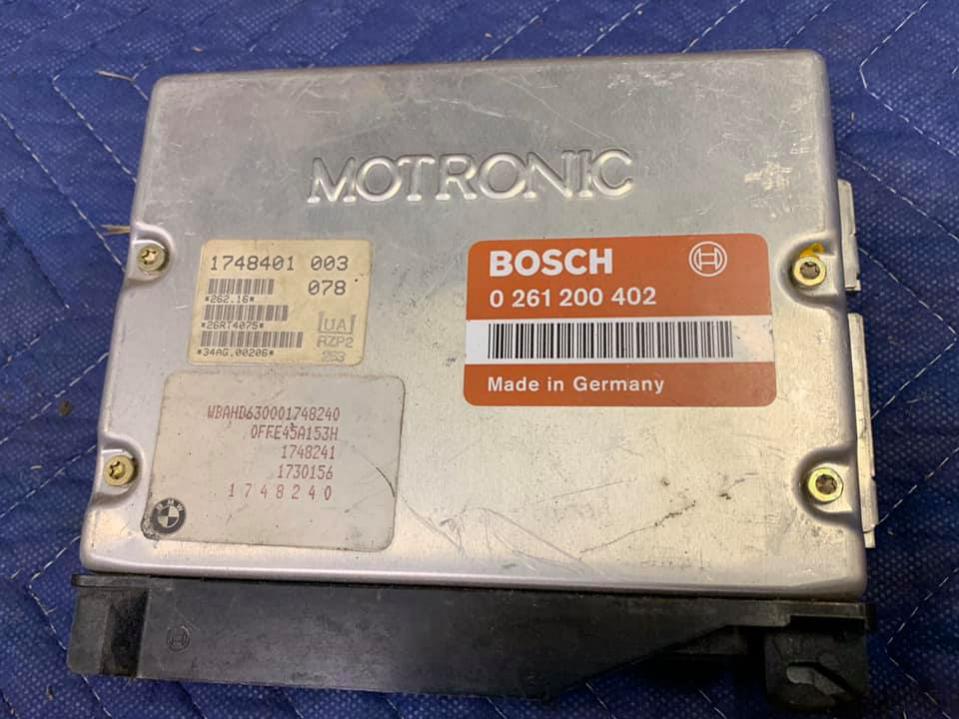 MOTRONIC
1748401 003
078
*262.16*
*26RT4075*
UA
RZP2
*34AG.00206*
BOSCH
0 261 200 402
Made in Germany
WBAHD630001748240
0FFE45A153H
1748241
1730156
1748240
BMW